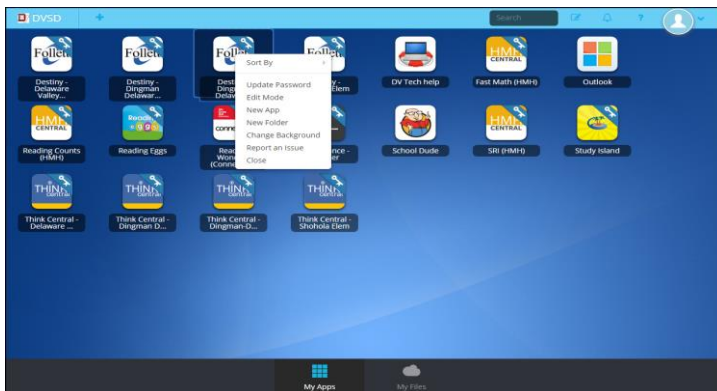 DVSD
+
Search
?
Follett
Follett
Follett
Follett
HMH
CENTRAL
Destiny -
Delaware
Valley...
Destiny -
Dingman
Delawar...
DV Tech help
Fast Math (HMH)
Outlook
Sort By
Update Password
Edit Mode
New App
New Folder
Change Background
Report an Issue
Close
HMH
CENTRAL
Reading
eggs
HMH
CENTRAL
Reading Counts
(HMH)
Reading Eggs
School Dude
SRI (HMH)
Study Island
THINK
Central
THINK
Central
THINK
Central
THINK
Central
Think Central -
Delaware ...
Think Central -
Dingman D...
Think Central -
Dingman-D...
Think Central -
Shohola Elem
My Apps
My Files